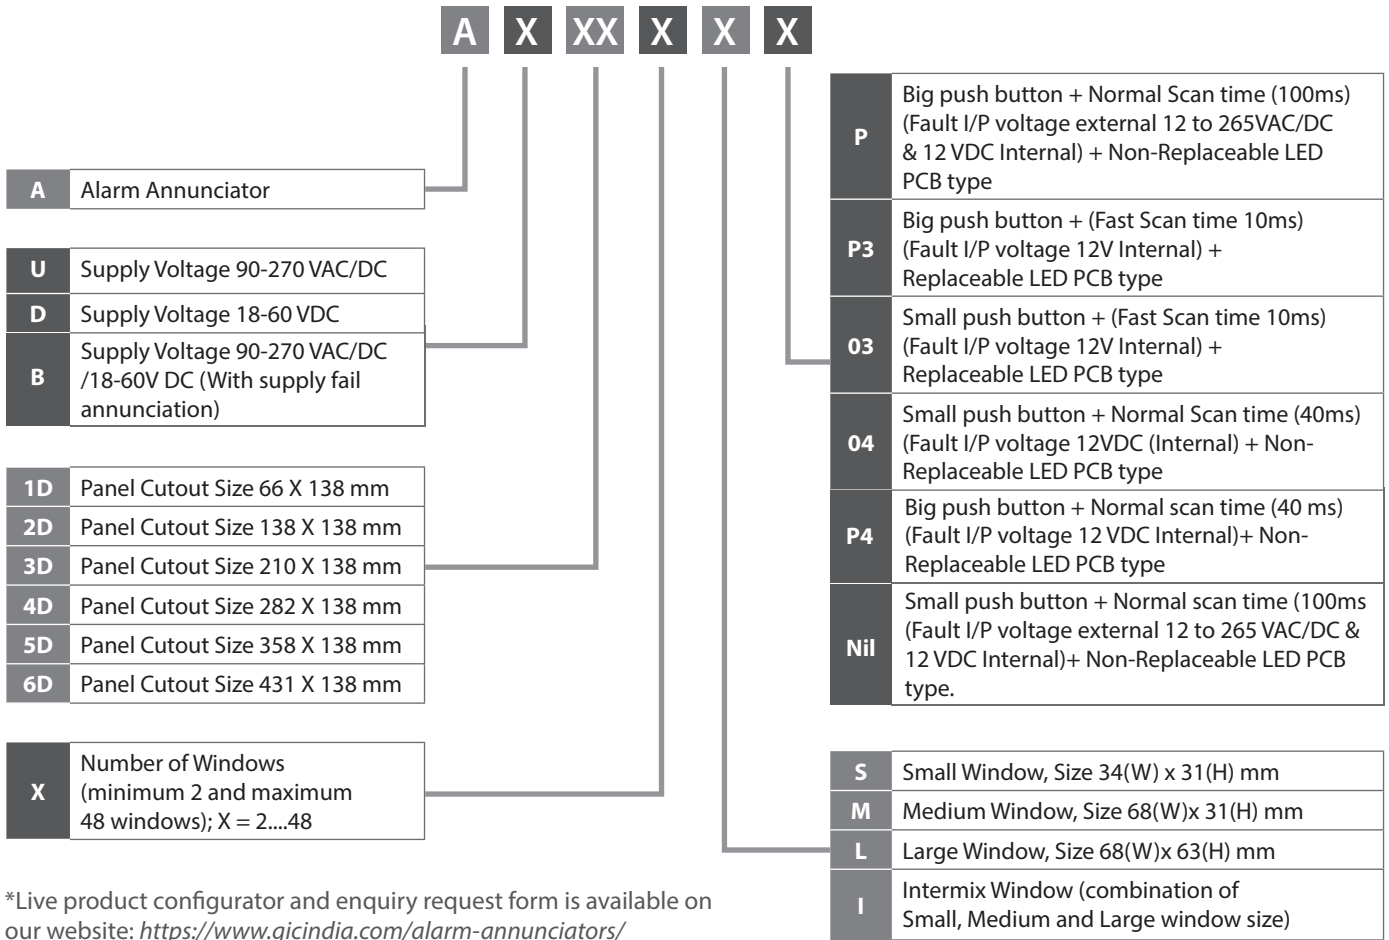 A X XX X X X
A Alarm Annunciator
U Supply Voltage 90-270 VAC/DC
D Supply Voltage 18-60 VDC
B Supply Voltage 90-270 VAC/DC
/18-60V DC (With supply fail
annunciation)
1D Panel Cutout Size 66 X 138 mm
2D Panel Cutout Size 138 X 138 mm
3D Panel Cutout Size 210 X 138 mm
4D Panel Cutout Size 282 X 138 mm
5D Panel Cutout Size 358 X 138 mm
6D Panel Cutout Size 431 X 138 mm
X Number of Windows
(minimum 2 and maximum
48 windows); X = 2....48
*Live product configurator and enquiry request form is available on
our website: https://www.gicindia.com/alarm-annunciators/
P Big push button + Normal Scan time (100ms)
(Fault I/P voltage external 12 to 265VAC/DC
& 12 VDC Internal) + Non-Replaceable LED
PCB type
P3 Big push button + (Fast Scan time 10ms)
(Fault I/P voltage 12V Internal) +
Replaceable LED PCB type
03 Small push button + (Fast Scan time 10ms)
(Fault I/P voltage 12V Internal) +
Replaceable LED PCB type
04 Small push button + Normal Scan time (40ms)
(Fault I/P voltage 12VDC (Internal) + Non-
Replaceable LED PCB type
P4 Big push button + Normal scan time (40 ms)
(Fault I/P voltage 12 VDC Internal)+ Non-
Replaceable LED PCB type
Nil Small push button + Normal scan time (100ms
(Fault I/P voltage external 12 to 265 VAC/DC &
12 VDC Internal)+ Non-Replaceable LED PCB
type.
S Small Window, Size 34(W) x 31(H) mm
M Medium Window, Size 68(W)x 31(H) mm
L Large Window, Size 68(W)x 63(H) mm
I Intermix Window (combination of
Small, Medium and Large window size)